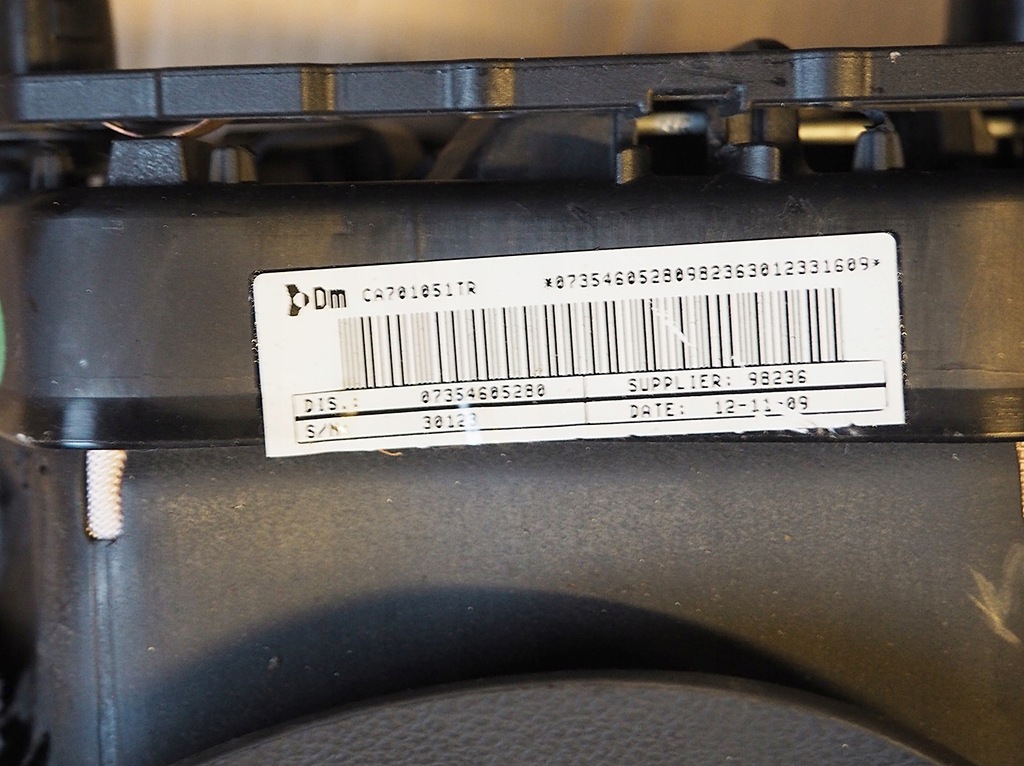 Dm CA701051TR *07354605280982363012331609*
DIS.: 07354605280 SUPPLIER: 98236
S/N: 30123 DATE: 12-11-09